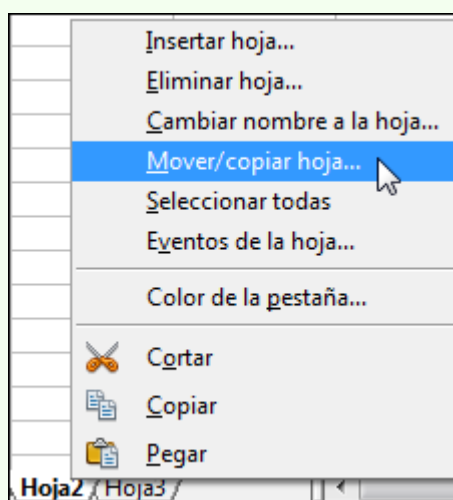 Insertar hoja...
Eliminar hoja...
Cambiar nombre a la hoja...
Mover/copiar hoja...
Seleccionar todas
Eventos de la hoja...
Color de la pestaña...
Cortar
Copiar
Pegar
Hoja2 / Hoja3 /